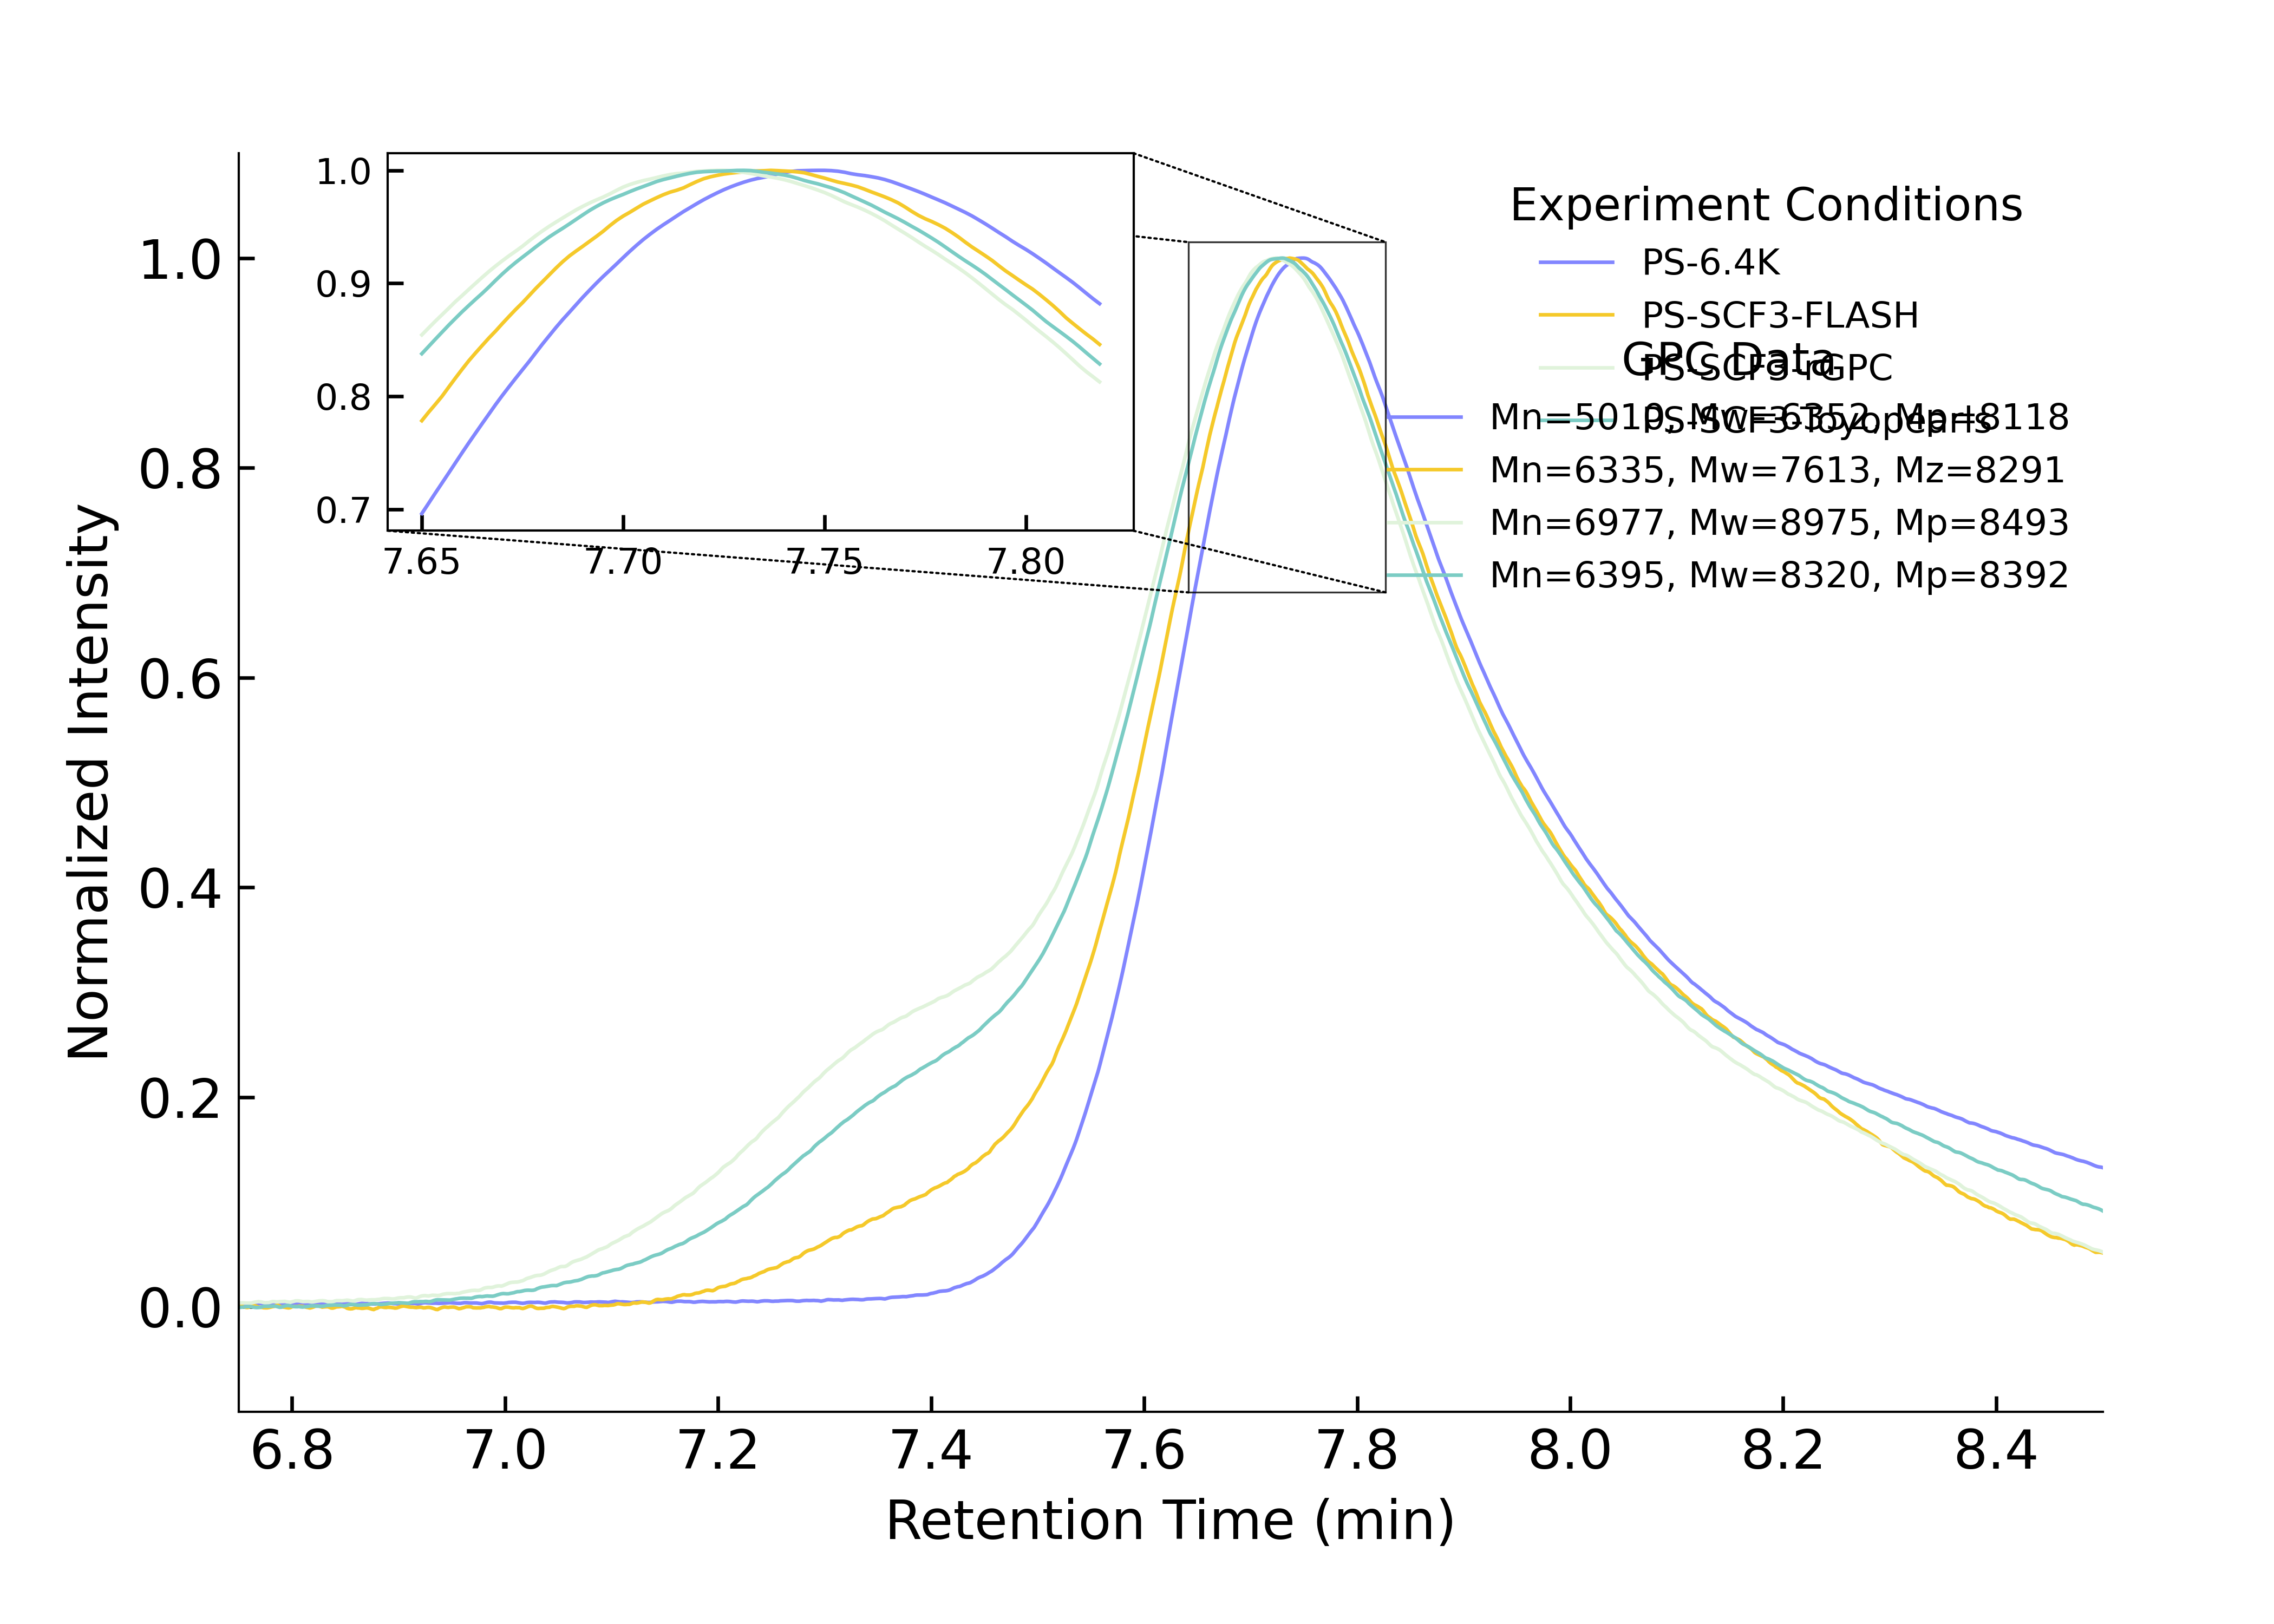 Normalized Intensity
1.0
0.8
0.6
0.4
0.2
0.0
1.0
0.9
0.8
0.7
7.65 7.70 7.75 7.80
Experiment Conditions
PS-6.4K
PS-SCF3-FLASH
PS-SCF3-rGPC
PS-SCF3-Toyopearls
GPC Data
Mn=5010, Mw=6352, Mp=8118
Mn=6335, Mw=7613, Mz=8291
Mn=6977, Mw=8975, Mp=8493
Mn=6395, Mw=8320, Mp=8392
6.8 7.0 7.2 7.4 7.6 7.8 8.0 8.2 8.4
Retention Time (min)